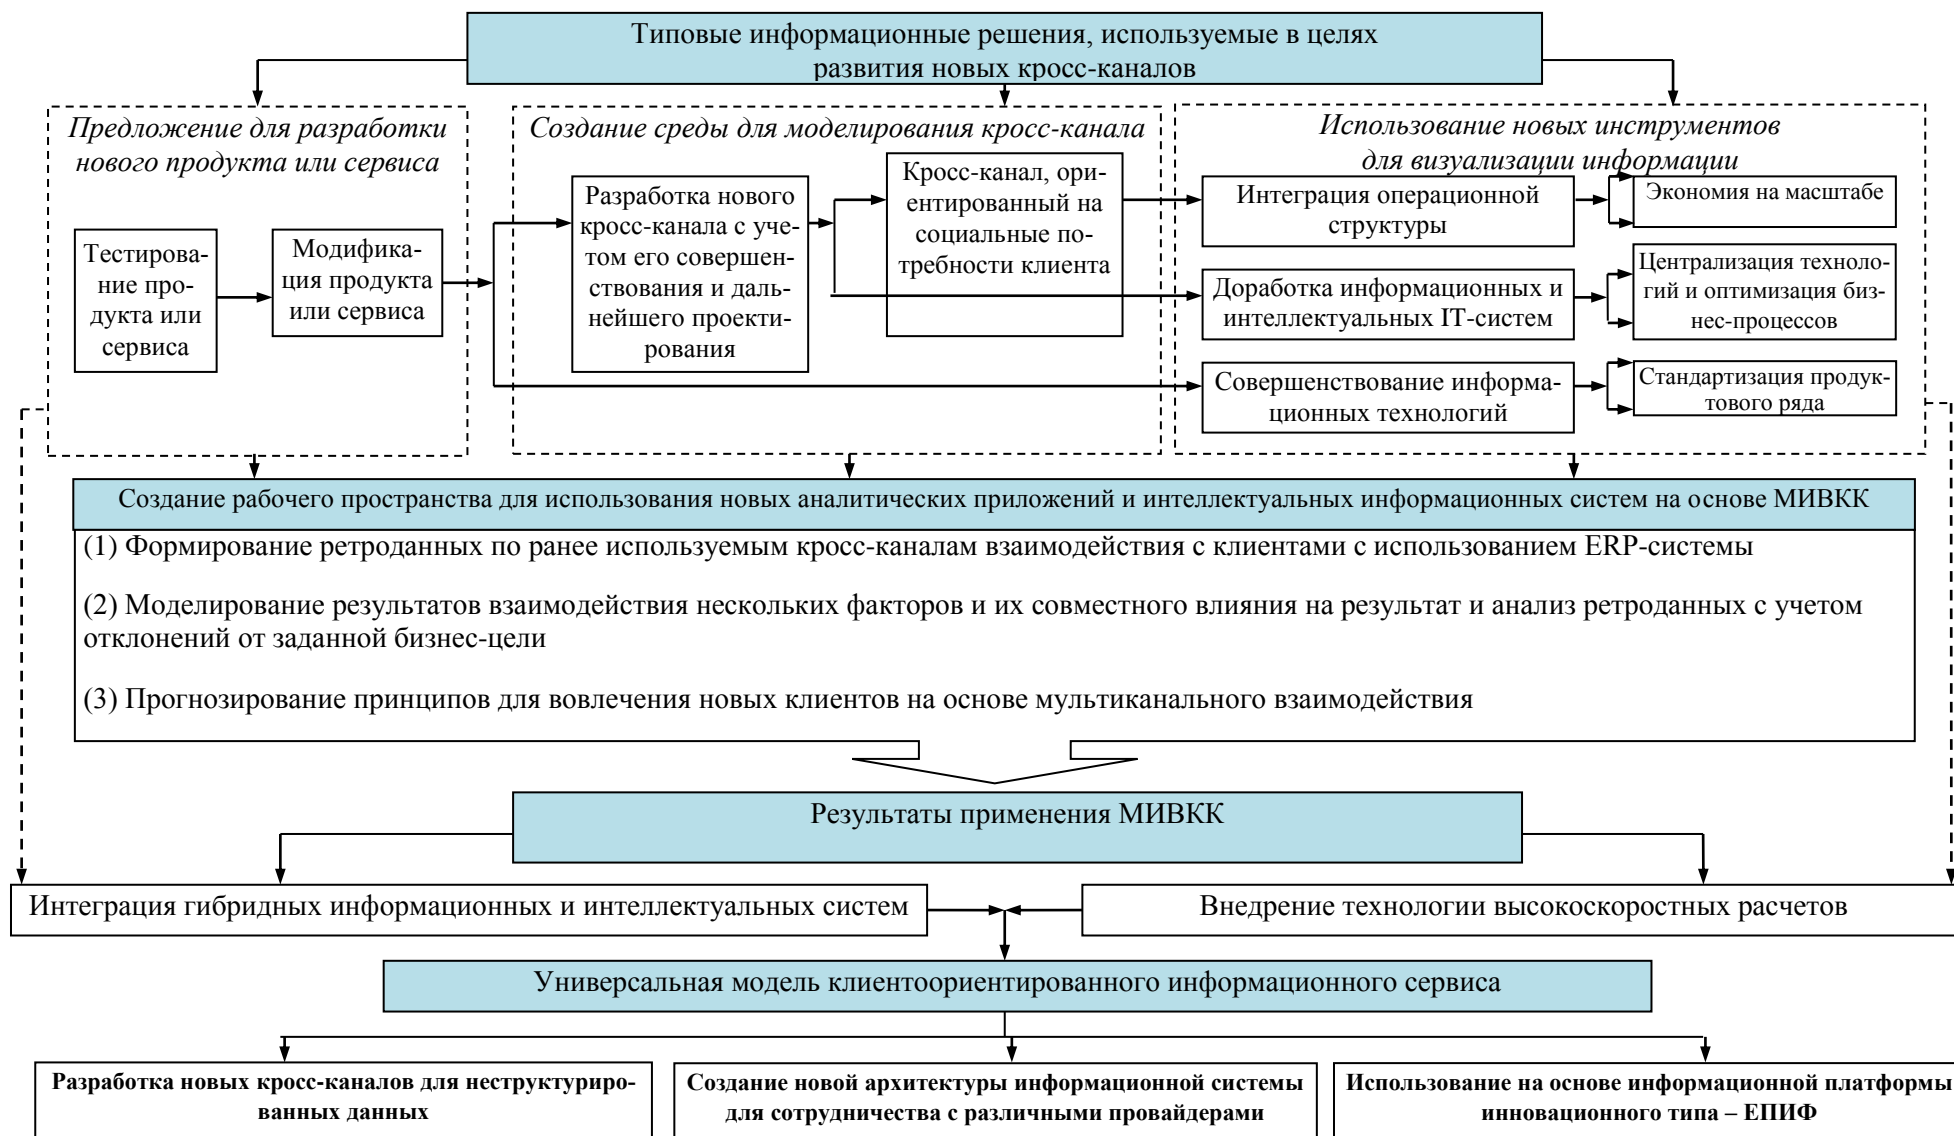 Типовые информационные решения, используемые в целях
развития новых кросс-каналов
Предложение для разработки
нового продукта или сервиса
Тестирова-
ние про-
дукта или
сервиса
Модифика-
ция продукта
или сервиса
Создание среды для моделирования кросс-канала
Разработка нового
кросс-канала с уче-
том его совершен-
ствования и даль-
нейшего проекти-
рования
Кросс-канал, ори-
ентированный на
социальные по-
требности клиента
Использование новых инструментов
для визуализации информации
Интеграция операционной
структуры
Экономия на масштабе
Доработка информационных и
интеллектуальных IT-систем
Централизация техноло-
гий и оптимизация биз-
нес-процессов
Совершенствование информа-
ционных технологий
Стандартизация продук-
тового ряда
Создание рабочего пространства для использования новых аналитических приложений и интеллектуальных информационных систем на основе МИВКК
(1) Формирование ретроданных по ранее используемым кросс-каналам взаимодействия с клиентами с использованием ERP-системы
(2) Моделирование результатов взаимодействия нескольких факторов и их совместного влияния на результат и анализ ретроданных с учетом
отклонений от заданной бизнес-цели
(3) Прогнозирование принципов для вовлечения новых клиентов на основе мультиканального взаимодействия
Результаты применения МИВКК
Интеграция гибридных информационных и интеллектуальных систем
Внедрение технологии высокоскоростных расчетов
Универсальная модель клиентоориентированного информационного сервиса
Разработка новых кросс-каналов для неструктуриро-
ванных данных
Создание новой архитектуры информационной системы
для сотрудничества с различными провайдерами
Использование на основе информационной платформы
инновационного типа – ЕПИФ